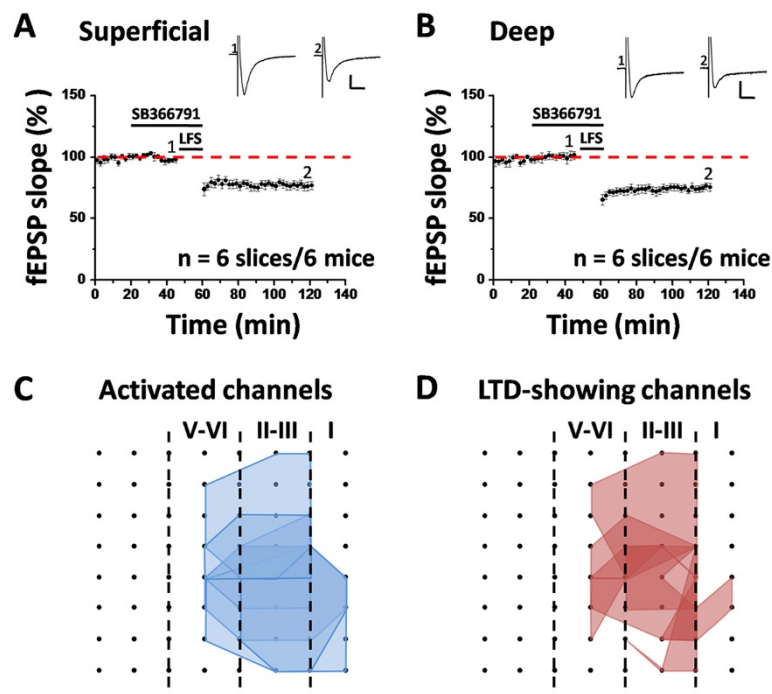 A Superficial
1 2
fEPSP slope (%)
150
100
50
0
SB366791
LFS
1
2
n = 6 slices/6 mice
0 20 40 60 80 100 120 140
Time (min)
B Deep
1 2
fEPSP slope (%)
150
100
50
0
SB366791
LFS
1
2
n = 6 slices/6 mice
0 20 40 60 80 100 120 140
Time (min)
C Activated channels
V-VI II-III I
D LTD-showing channels
V-VI II-III I